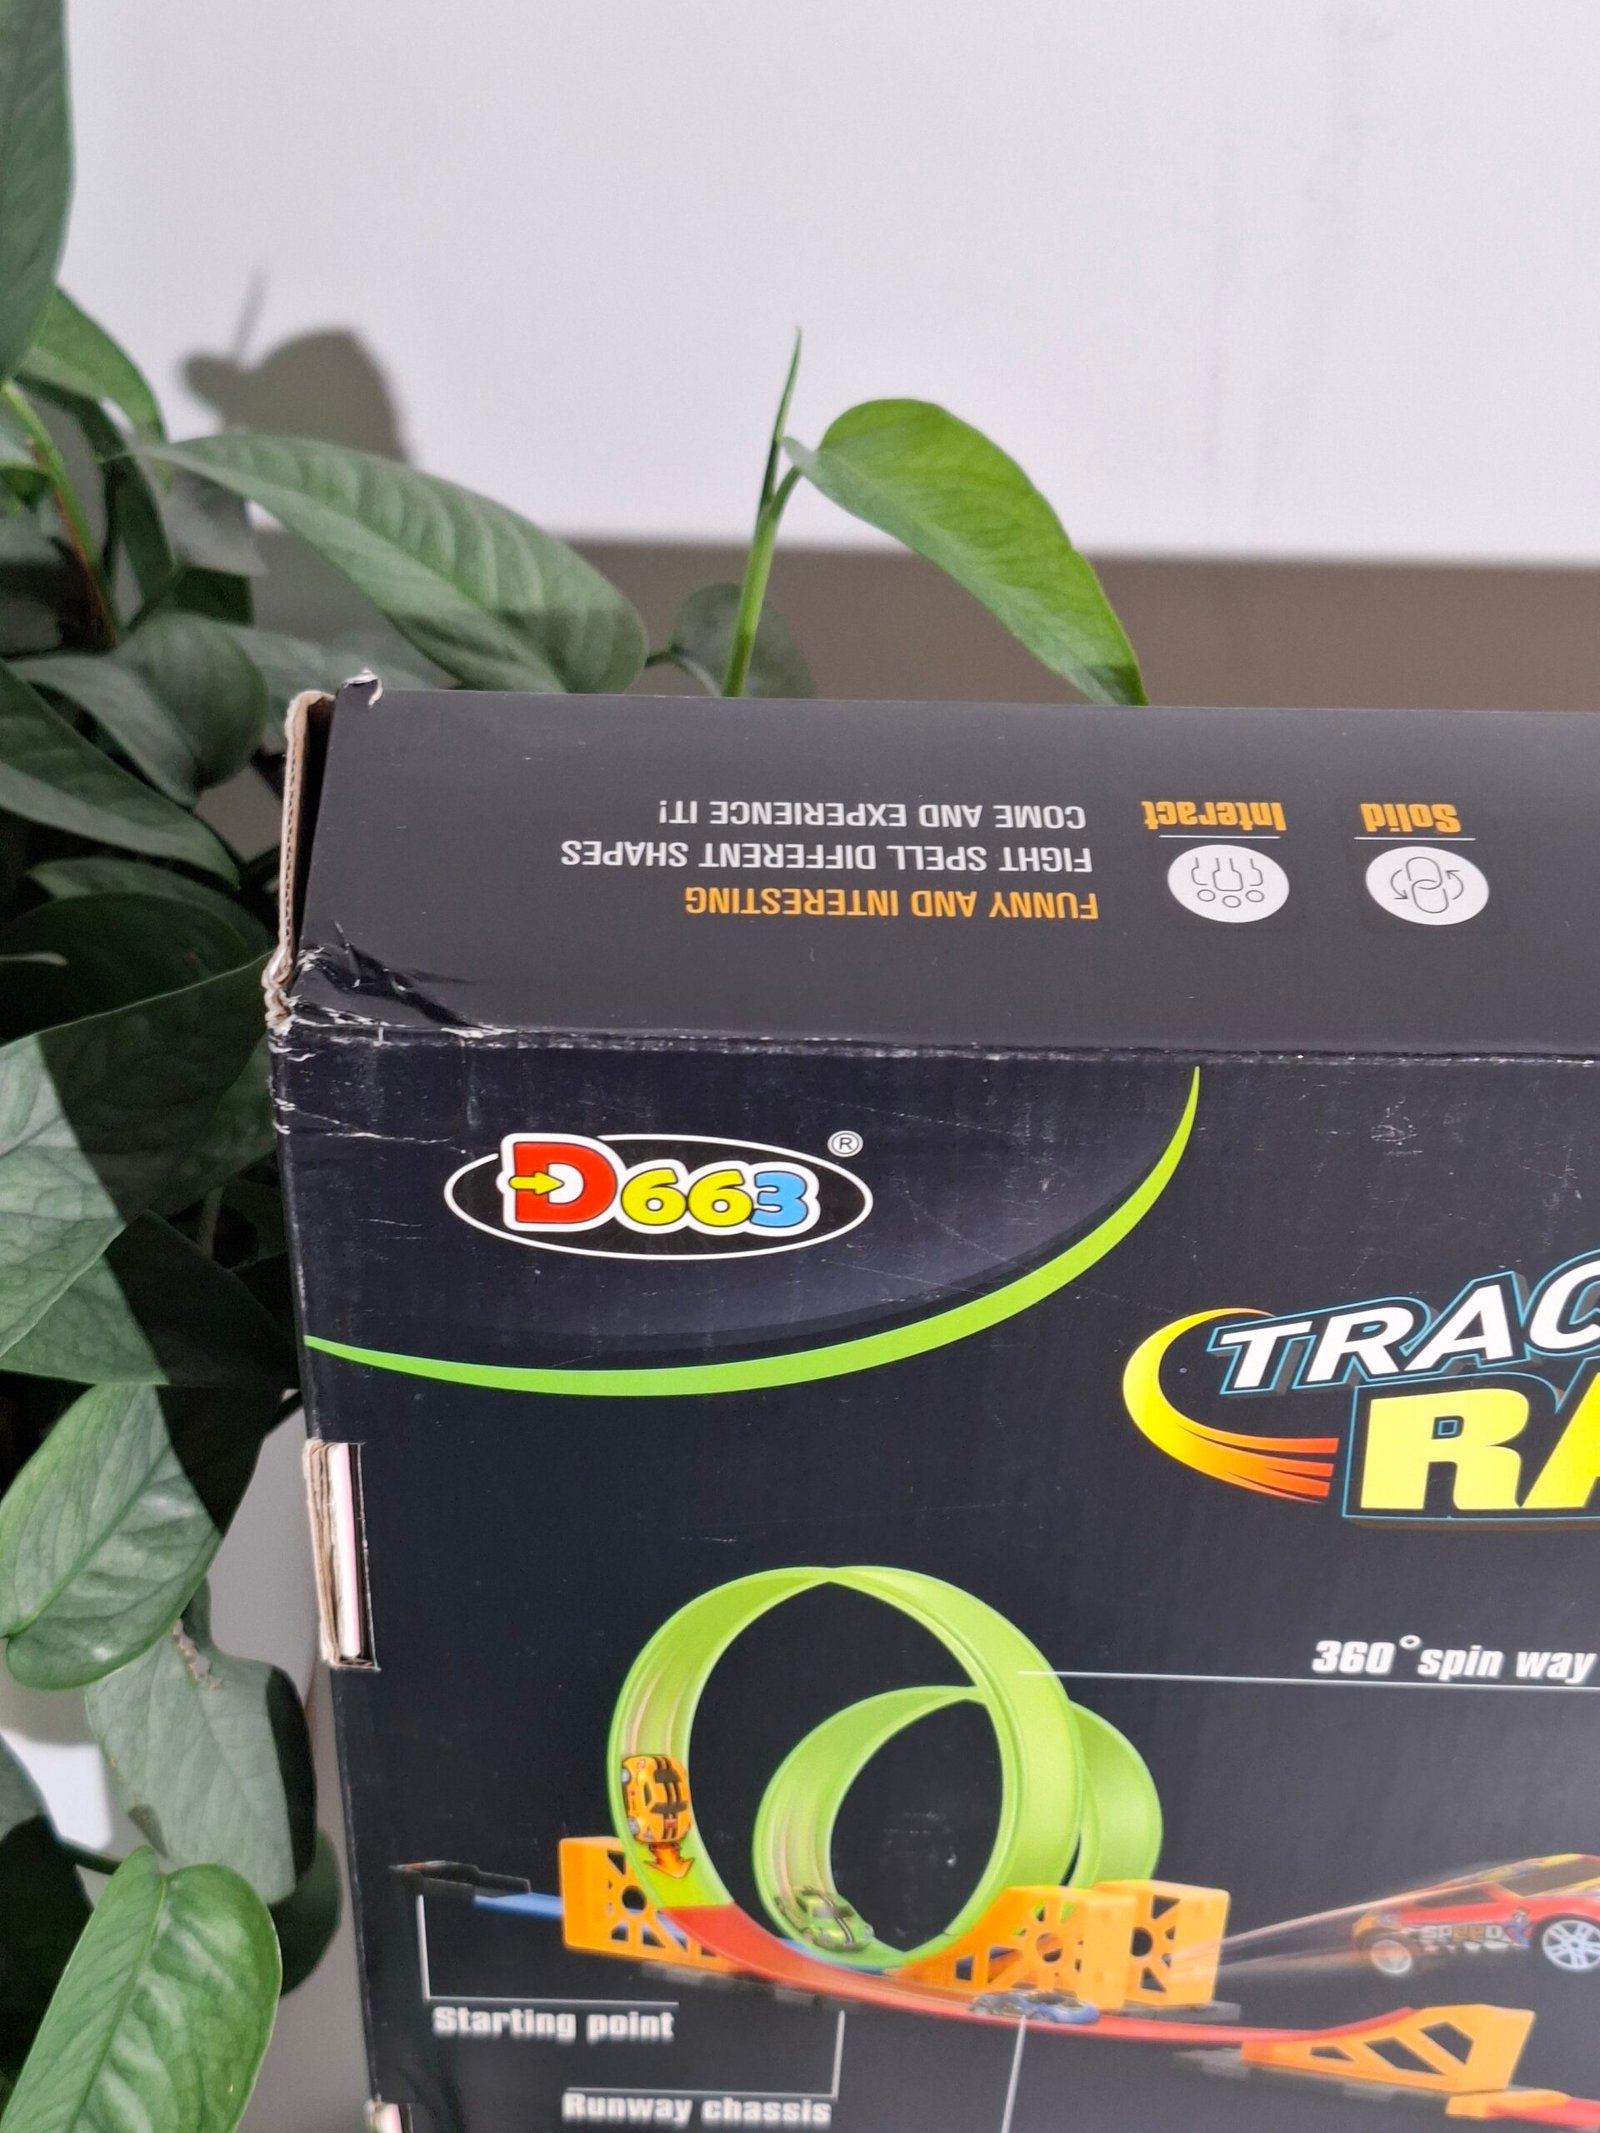 FUNNY AND INTERESTING
FIGHT SPELL DIFFERENT SHAPES
COME AND EXPERIENCE IT!
Interact
Solid
D663®
TRAC
RA
360° spin way
SPEED
Starting point
Runway chassis